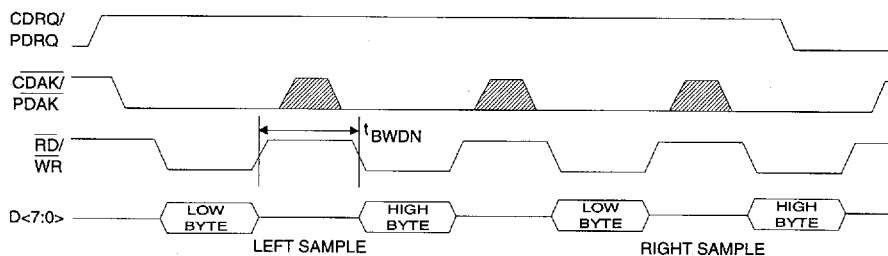 CDRQ/
PDRQ
CDAK/
PDAK
tBWDN
RD/
WR
D<7:0>
LOW
BYTE
HIGH
BYTE
LOW
BYTE
HIGH
BYTE
LEFT SAMPLE
RIGHT SAMPLE